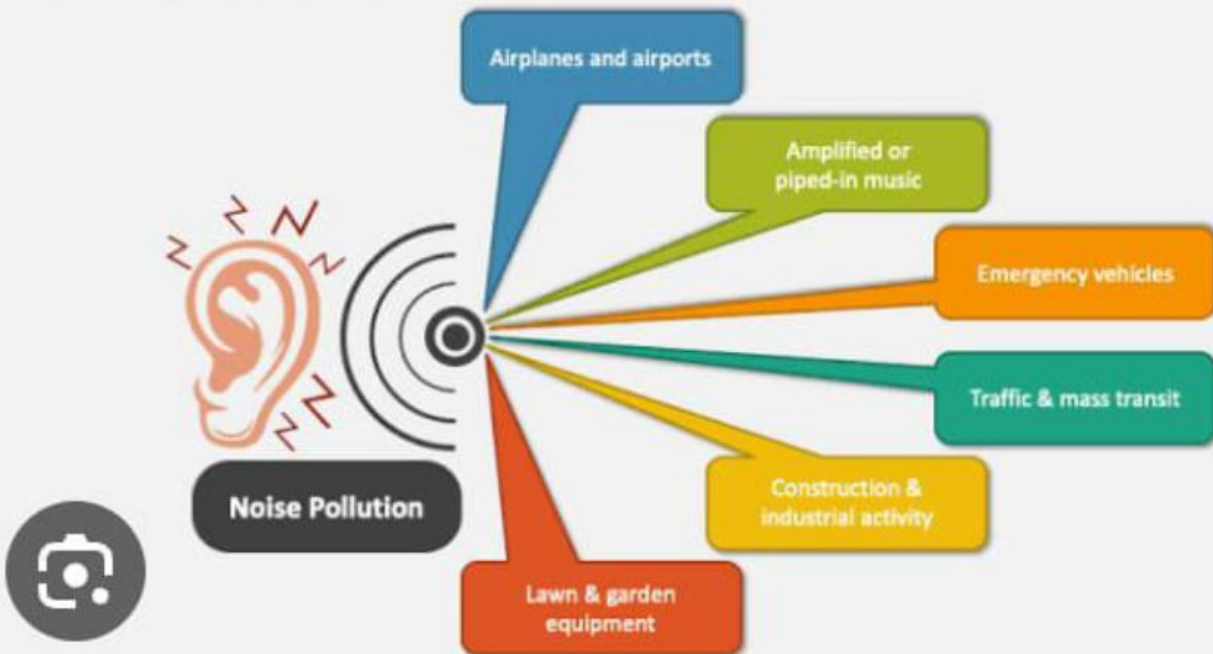 Airplanes and airports
Amplified or
piped-in music
Emergency vehicles
Traffic & mass transit
Construction &
industrial activity
Lawn & garden
equipment
Noise Pollution